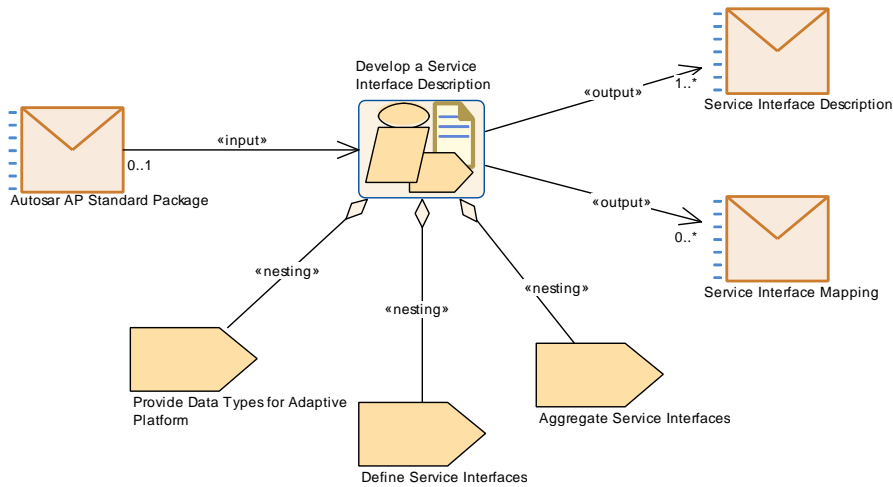 Develop a Service
Interface Description
«output»
1..*
Service Interface Description
«input»
0..1
Autosar AP Standard Package
«output»
0..*
Service Interface Mapping
«nesting»
«nesting»
«nesting»
Provide Data Types for Adaptive
Platform
Aggregate Service Interfaces
Define Service Interfaces